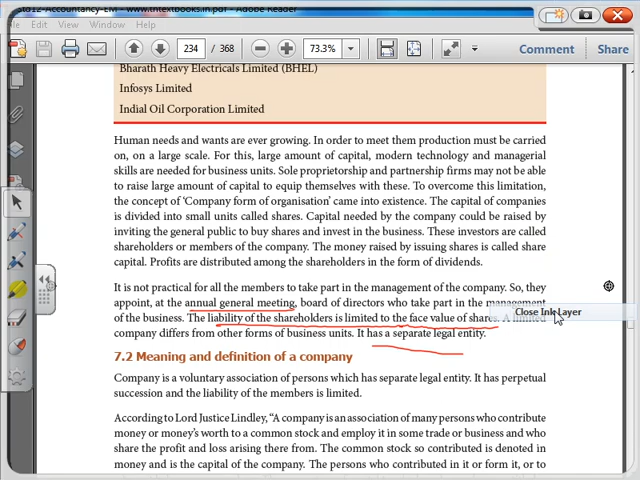 Std12-Accountancy-EM - www.tntextbooks.in.pdf - Adobe Reader
File Edit View Window Help
234 / 368 73.3% Comment Share
Bharath Heavy Electricals Limited (BHEL)
Infosys Limited
Indial Oil Corporation Limited
Human needs and wants are ever growing. In order to meet them production must be carried
on, on a large scale. For this, large amount of capital, modern technology and managerial
skills are needed for business units. Sole proprietorship and partnership firms may not be able
to raise large amount of capital to equip themselves with these. To overcome this limitation,
the concept of 'Company form of organisation' came into existence. The capital of companies
is divided into small units called shares. Capital needed by the company could be raised by
inviting the general public to buy shares and invest in the business. These investors are called
shareholders or members of the company. The money raised by issuing shares is called share
capital. Profits are distributed among the shareholders in the form of dividends.
It is not practical for all the members to take part in the management of the company. So, they
appoint, at the annual general meeting, board of directors who take part in the management
of the business. The liability of the shareholders is limited to the face value of shares. A limited
Close Ink Layer
company differs from other forms of business units. It has a separate legal entity.
7.2 Meaning and definition of a company
Company is a voluntary association of persons which has separate legal entity. It has perpetual
succession and the liability of its members is limited.
According to Lord Justice Lindley, “A company is an association of many persons who contribute
money or money's worth to a common stock and employ it in some trade or business and who
share the profit and loss arising there from. The common stock so contributed is denoted in
money and is the capital of the company. The persons who contributed in it or form it, or to